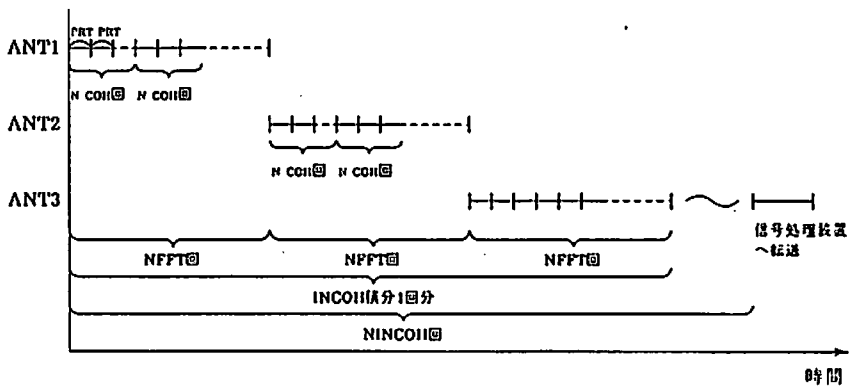 PRT PRT
ANT1
N COH回 N COH回
ANT2
N COH回 N COH回
ANT3
信号処理装置
へ転送
NFFT回 NFFT回 NFFT回
INCOH積分1回分
NINCOH回
時間